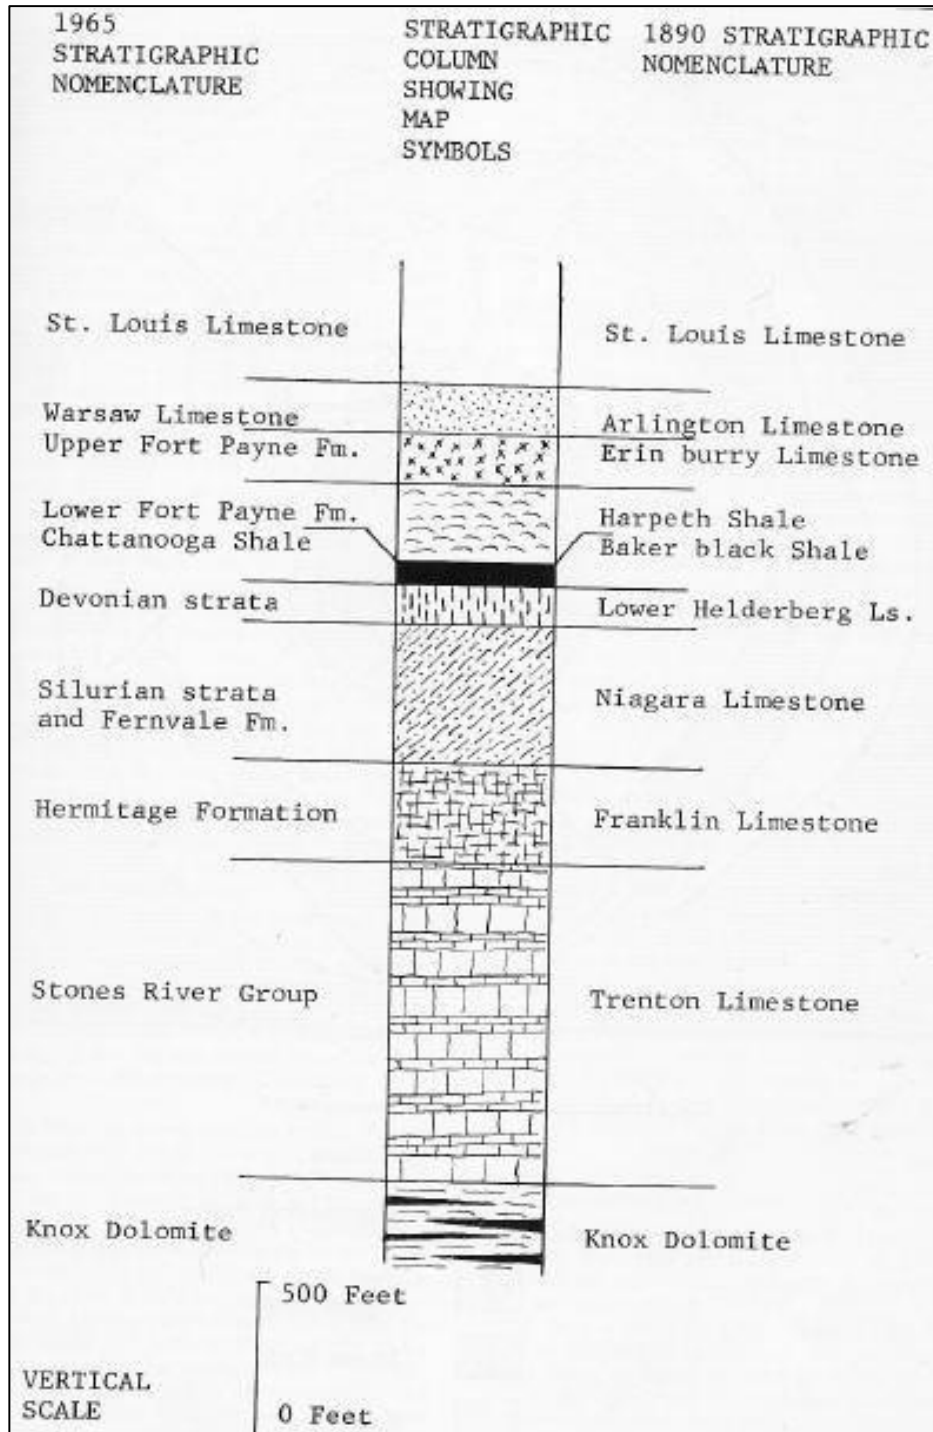 1965
STRATIGRAPHIC
NOMENCLATURE
STRATIGRAPHIC
COLUMN
SHOWING
MAP
SYMBOLS
1890 STRATIGRAPHIC
NOMENCLATURE
St. Louis Limestone
St. Louis Limestone
Warsaw Limestone
Upper Fort Payne Fm.
Arlington Limestone
Erin burry Limestone
Lower Fort Payne Fm.
Chattanooga Shale
Harpeth Shale
Baker black Shale
Devonian strata
Lower Helderberg Ls.
Silurian strata
and Fernvale Fm.
Niagara Limestone
Hermitage Formation
Franklin Limestone
Stones River Group
Trenton Limestone
Knox Dolomite
Knox Dolomite
500 Feet
VERTICAL
SCALE
0 Feet